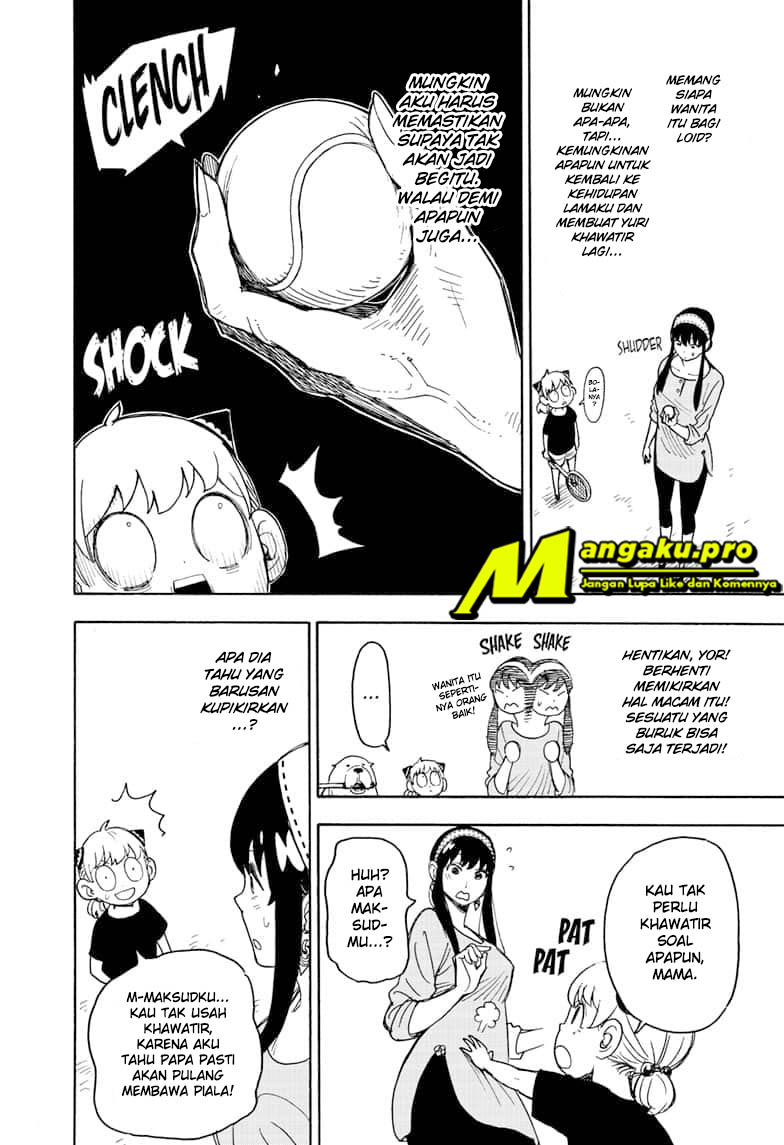 MEMANG
SIAPA
WANITA
ITU BAGI
LOID?
MUNGKIN
BUKAN
APA-APA,
TAPI...
KEMUNGKINAN
APAPUN UNTUK
KEMBALI KE
KEHIDUPAN
LAMAKU DAN
MEMBUAT YURI
KHAWATIR
LAGI...
SHUDDER
BO-
LA-
NYA
?
MUNGKIN
AKU HARUS
MEMASTIKAN
SUPAYA TAK
AKAN JADI
BEGITU.
WALAU DEMI
APAPUN
JUGA...
CLENCH
SHOCK
Mangaku.pro
Jangan Lupa Like dan Komennya
HENTIKAN, YOR!
BERHENTI
MEMIKIRKAN
HAL MACAM ITU!
SESUATU YANG
BURUK BISA
SAJA TERJADI!
SHAKE SHAKE
WANITA ITU
SEPERTI-
NYA ORANG
BAIK!
...
APA DIA
TAHU YANG
BARUSAN
KUPIKIRKAN
...?
KAU TAK
PERLU
KHAWATIR
SOAL
APAPUN,
MAMA.
PAT
PAT
HUH?
APA
MAK-
SUD-
MU...?
M-MAKSUDKU...
KAU TAK USAH
KHAWATIR,
KARENA AKU
TAHU PAPA PASTI
AKAN PULANG
MEMBAWA PIALA!